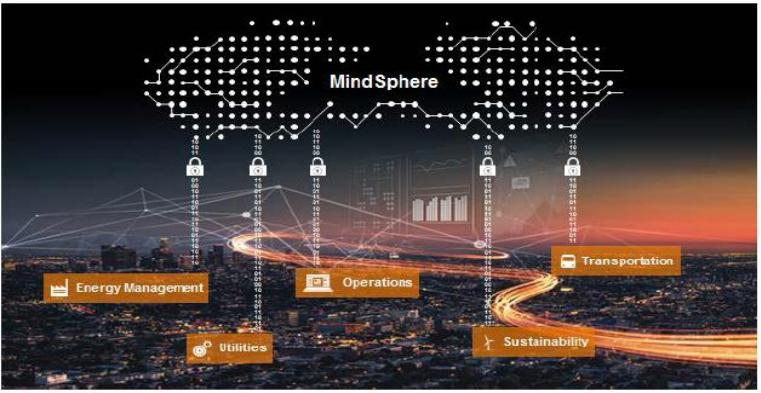 MindSphere
Transportation
Energy Management
Operations
Utilities
Sustainability